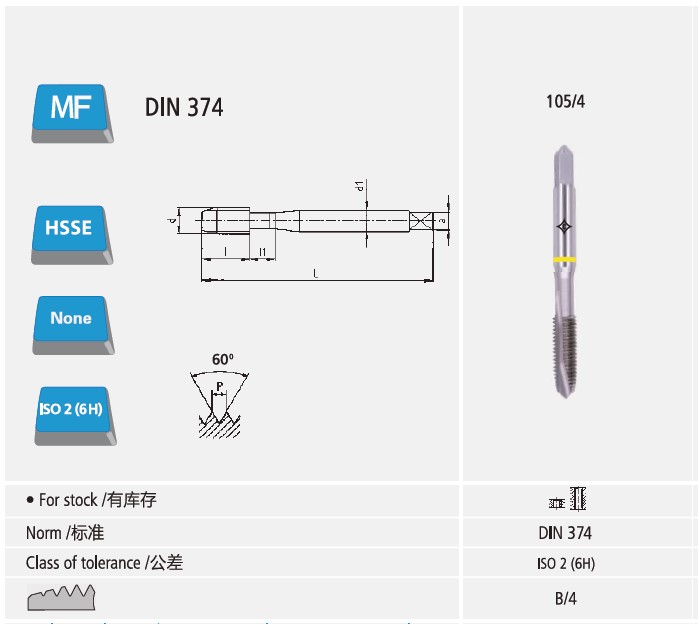 MF
DIN 374
105/4
HSSE
d
d1
a
l
l1
L
None
60°
P
ISO 2 (6H)
• For stock /有库存
Norm /标准
DIN 374
Class of tolerance /公差
ISO 2 (6H)
B/4